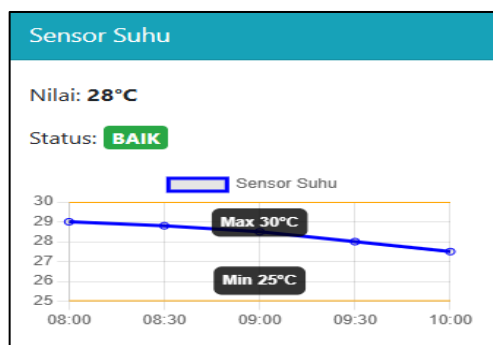 Sensor Suhu
Nilai: 28°C
Status: BAIK
Sensor Suhu
30
29
28
27
26
25
Max 30°C
Min 25°C
08:00 08:30 09:00 09:30 10:00